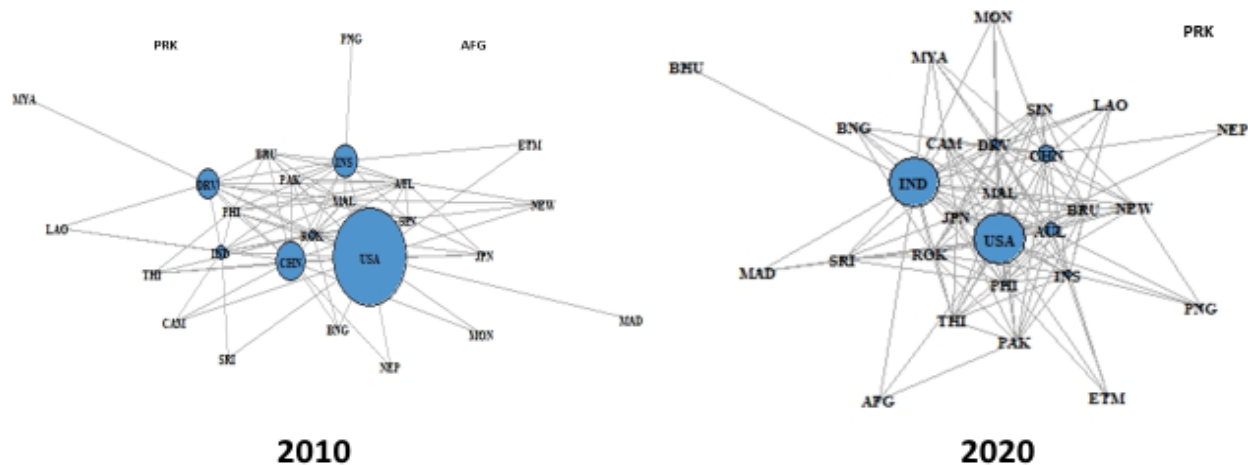 PNG
PRK
AFG
MYA
ETM
BRU
INS
PAK
DRV
AUL
MAL
NEW
PHI
SIN
LAO
ROK
IND
JPN
CHN
USA
THI
CAM
MAD
BNG
MON
SRI
NEP
2010
MON
PRK
MYA
BHU
SIN
LAO
BNG
NEP
CAM
DRV
CHN
IND
MAL
BRU
NEW
JPN
AUL
USA
ROK
SRI
MAD
INS
PHI
PNG
THI
PAK
AFG
ETM
2020